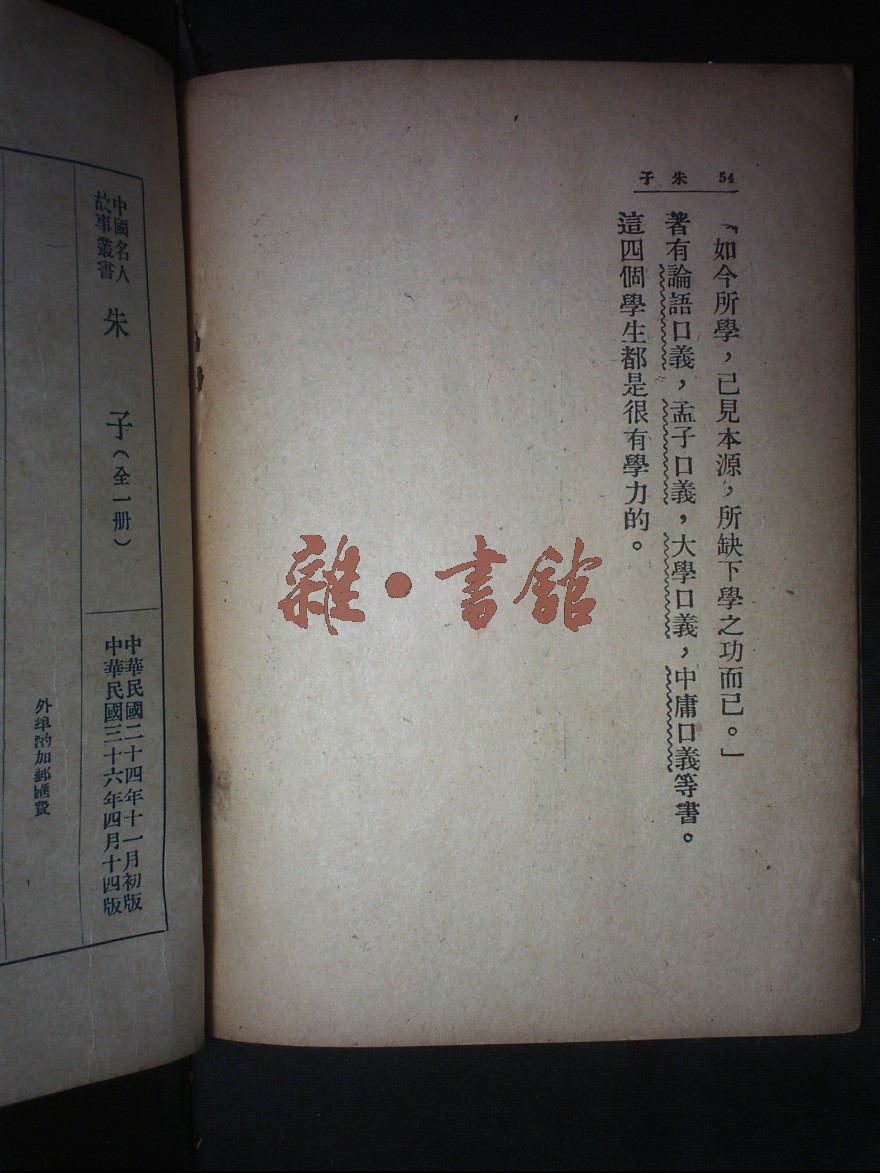 朱子 54
「如今所學，已見本源，所缺下學之功而已。」
著有論語口義，孟子口義，大學口義，中庸口義等書。
這四個學生都是很有學力的。
雜·書館
中國名人
故事叢書
朱子（全一册）
中華民國二十四年十一月初版
中華民國三十六年四月十四版
外埠酌加郵匯費